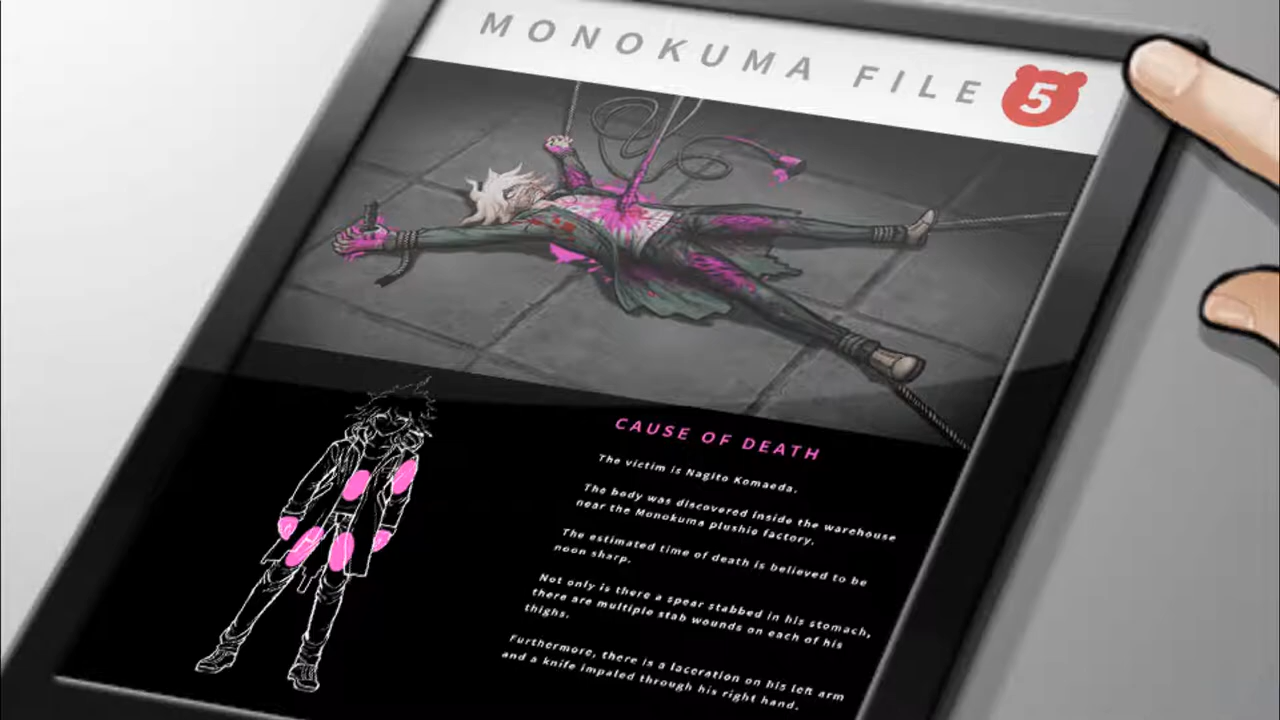 MONOKUMA FILE 5
CAUSE OF DEATH
The victim is Nagito Komaeda.
The body was discovered inside the warehouse
near the Monokuma plushie factory.
The estimated time of death is believed to be
noon sharp.
Not only is there a spear stabbed in his stomach,
there are multiple stab wounds on each of his
thighs.
Furthermore, there is a laceration on his left arm
and a knife impaled through his right hand.